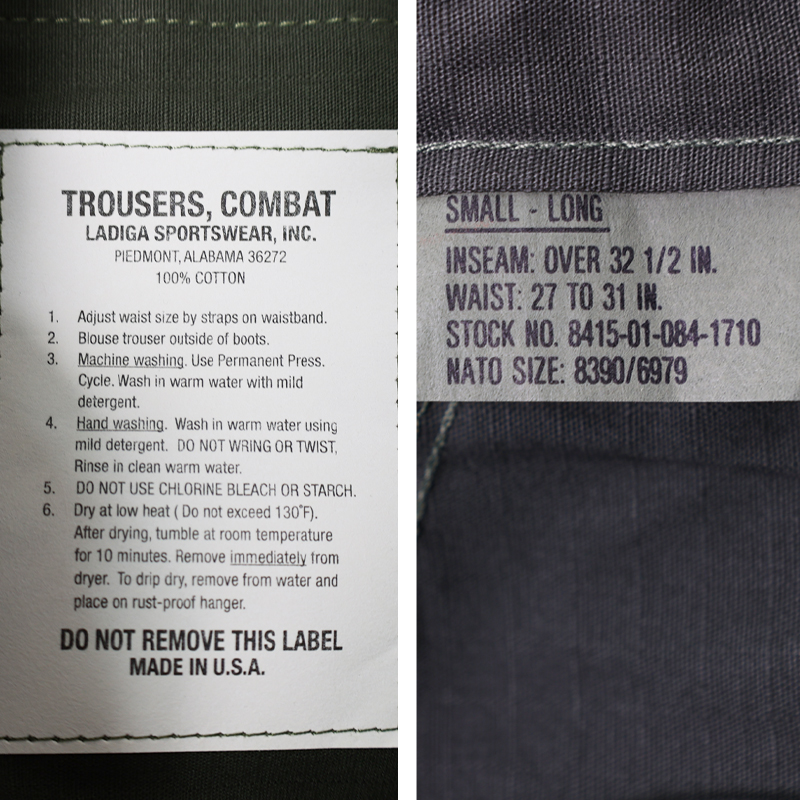 TROUSERS, COMBAT
LADIGA SPORTSWEAR, INC.
PIEDMONT, ALABAMA 36272
100% COTTON
1. Adjust waist size by straps on waistband.
2. Blouse trouser outside of boots.
3. Machine washing. Use Permanent Press.
Cycle. Wash in warm water with mild
detergent.
4. Hand washing. Wash in warm water using
mild detergent. DO NOT WRING OR TWIST,
Rinse in clean warm water.
5. DO NOT USE CHLORINE BLEACH OR STARCH.
6. Dry at low heat ( Do not exceed 130˚F).
After drying, tumble at room temperature
for 10 minutes. Remove immediately from
dryer. To drip dry, remove from water and
place on rust-proof hanger.
DO NOT REMOVE THIS LABEL
MADE IN U.S.A.
SMALL - LONG
INSEAM: OVER 32 1/2 IN.
WAIST: 27 TO 31 IN.
STOCK NO. 8415-01-084-1710
NATO SIZE: 8390/6979